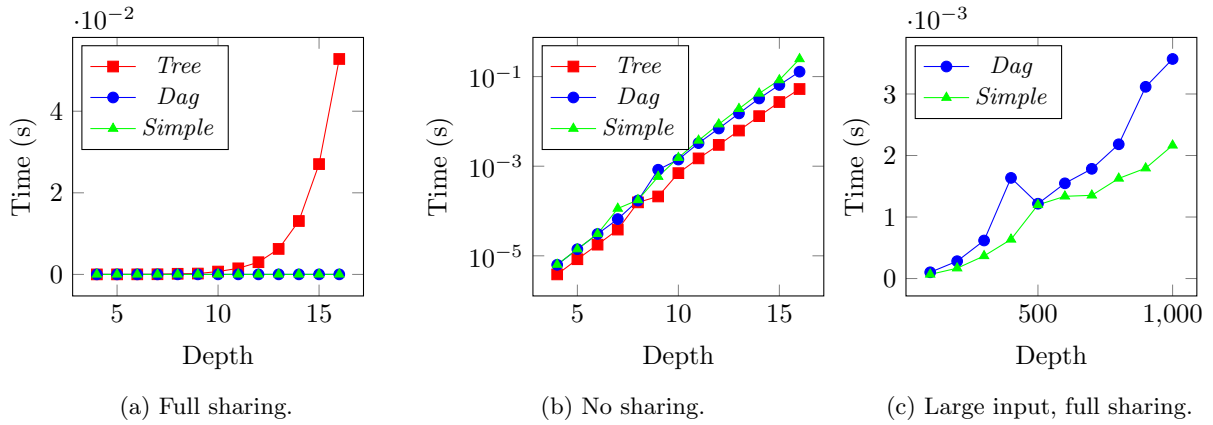 ·10⁻²
Time (s)
4
2
0
Tree
Dag
Simple
5 10 15
Depth
(a) Full sharing.
Time (s)
10⁻¹
10⁻³
10⁻⁵
Tree
Dag
Simple
5 10 15
Depth
(b) No sharing.
·10⁻³
Time (s)
3
2
1
0
Dag
Simple
500 1,000
Depth
(c) Large input, full sharing.